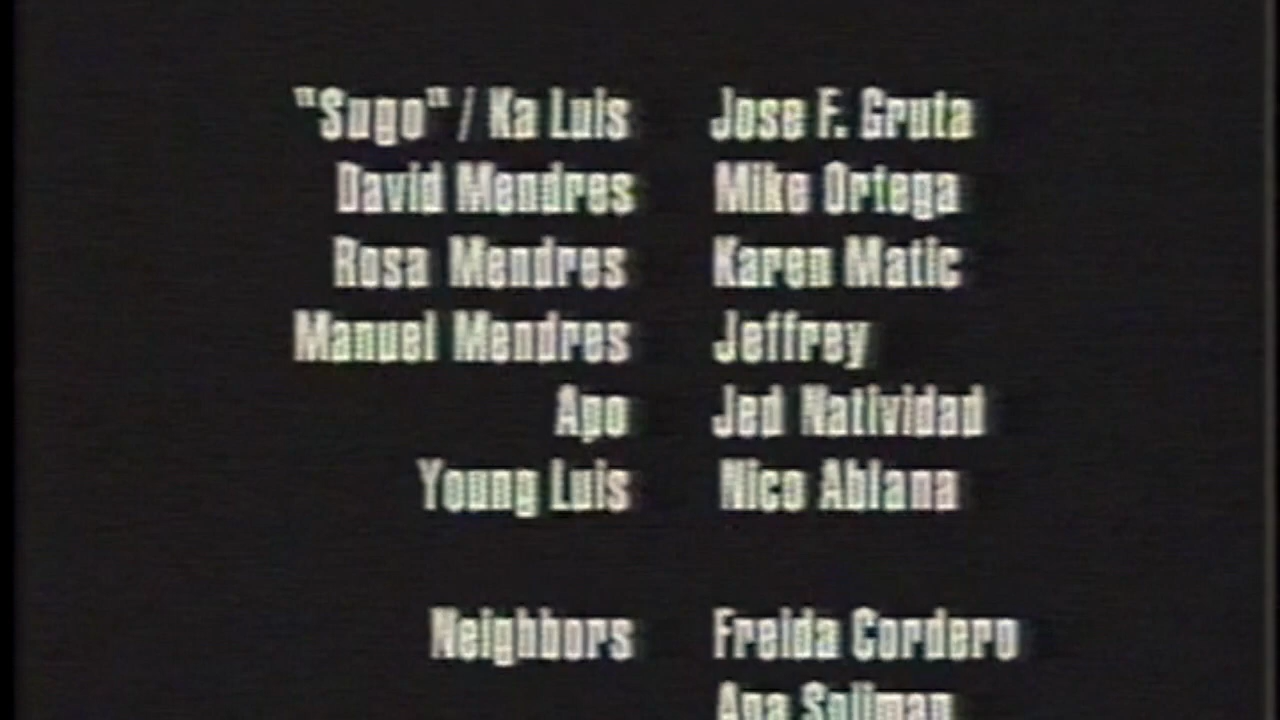 "Sugo" / Ka Luis Jose F. Gruta
David Mendres Mike Ortega
Rosa Mendres Karen Matic
Manuel Mendres Jeffrey
Apo Jed Natividad
Young Luis Nico Ablana
Neighbors Freida Cordero